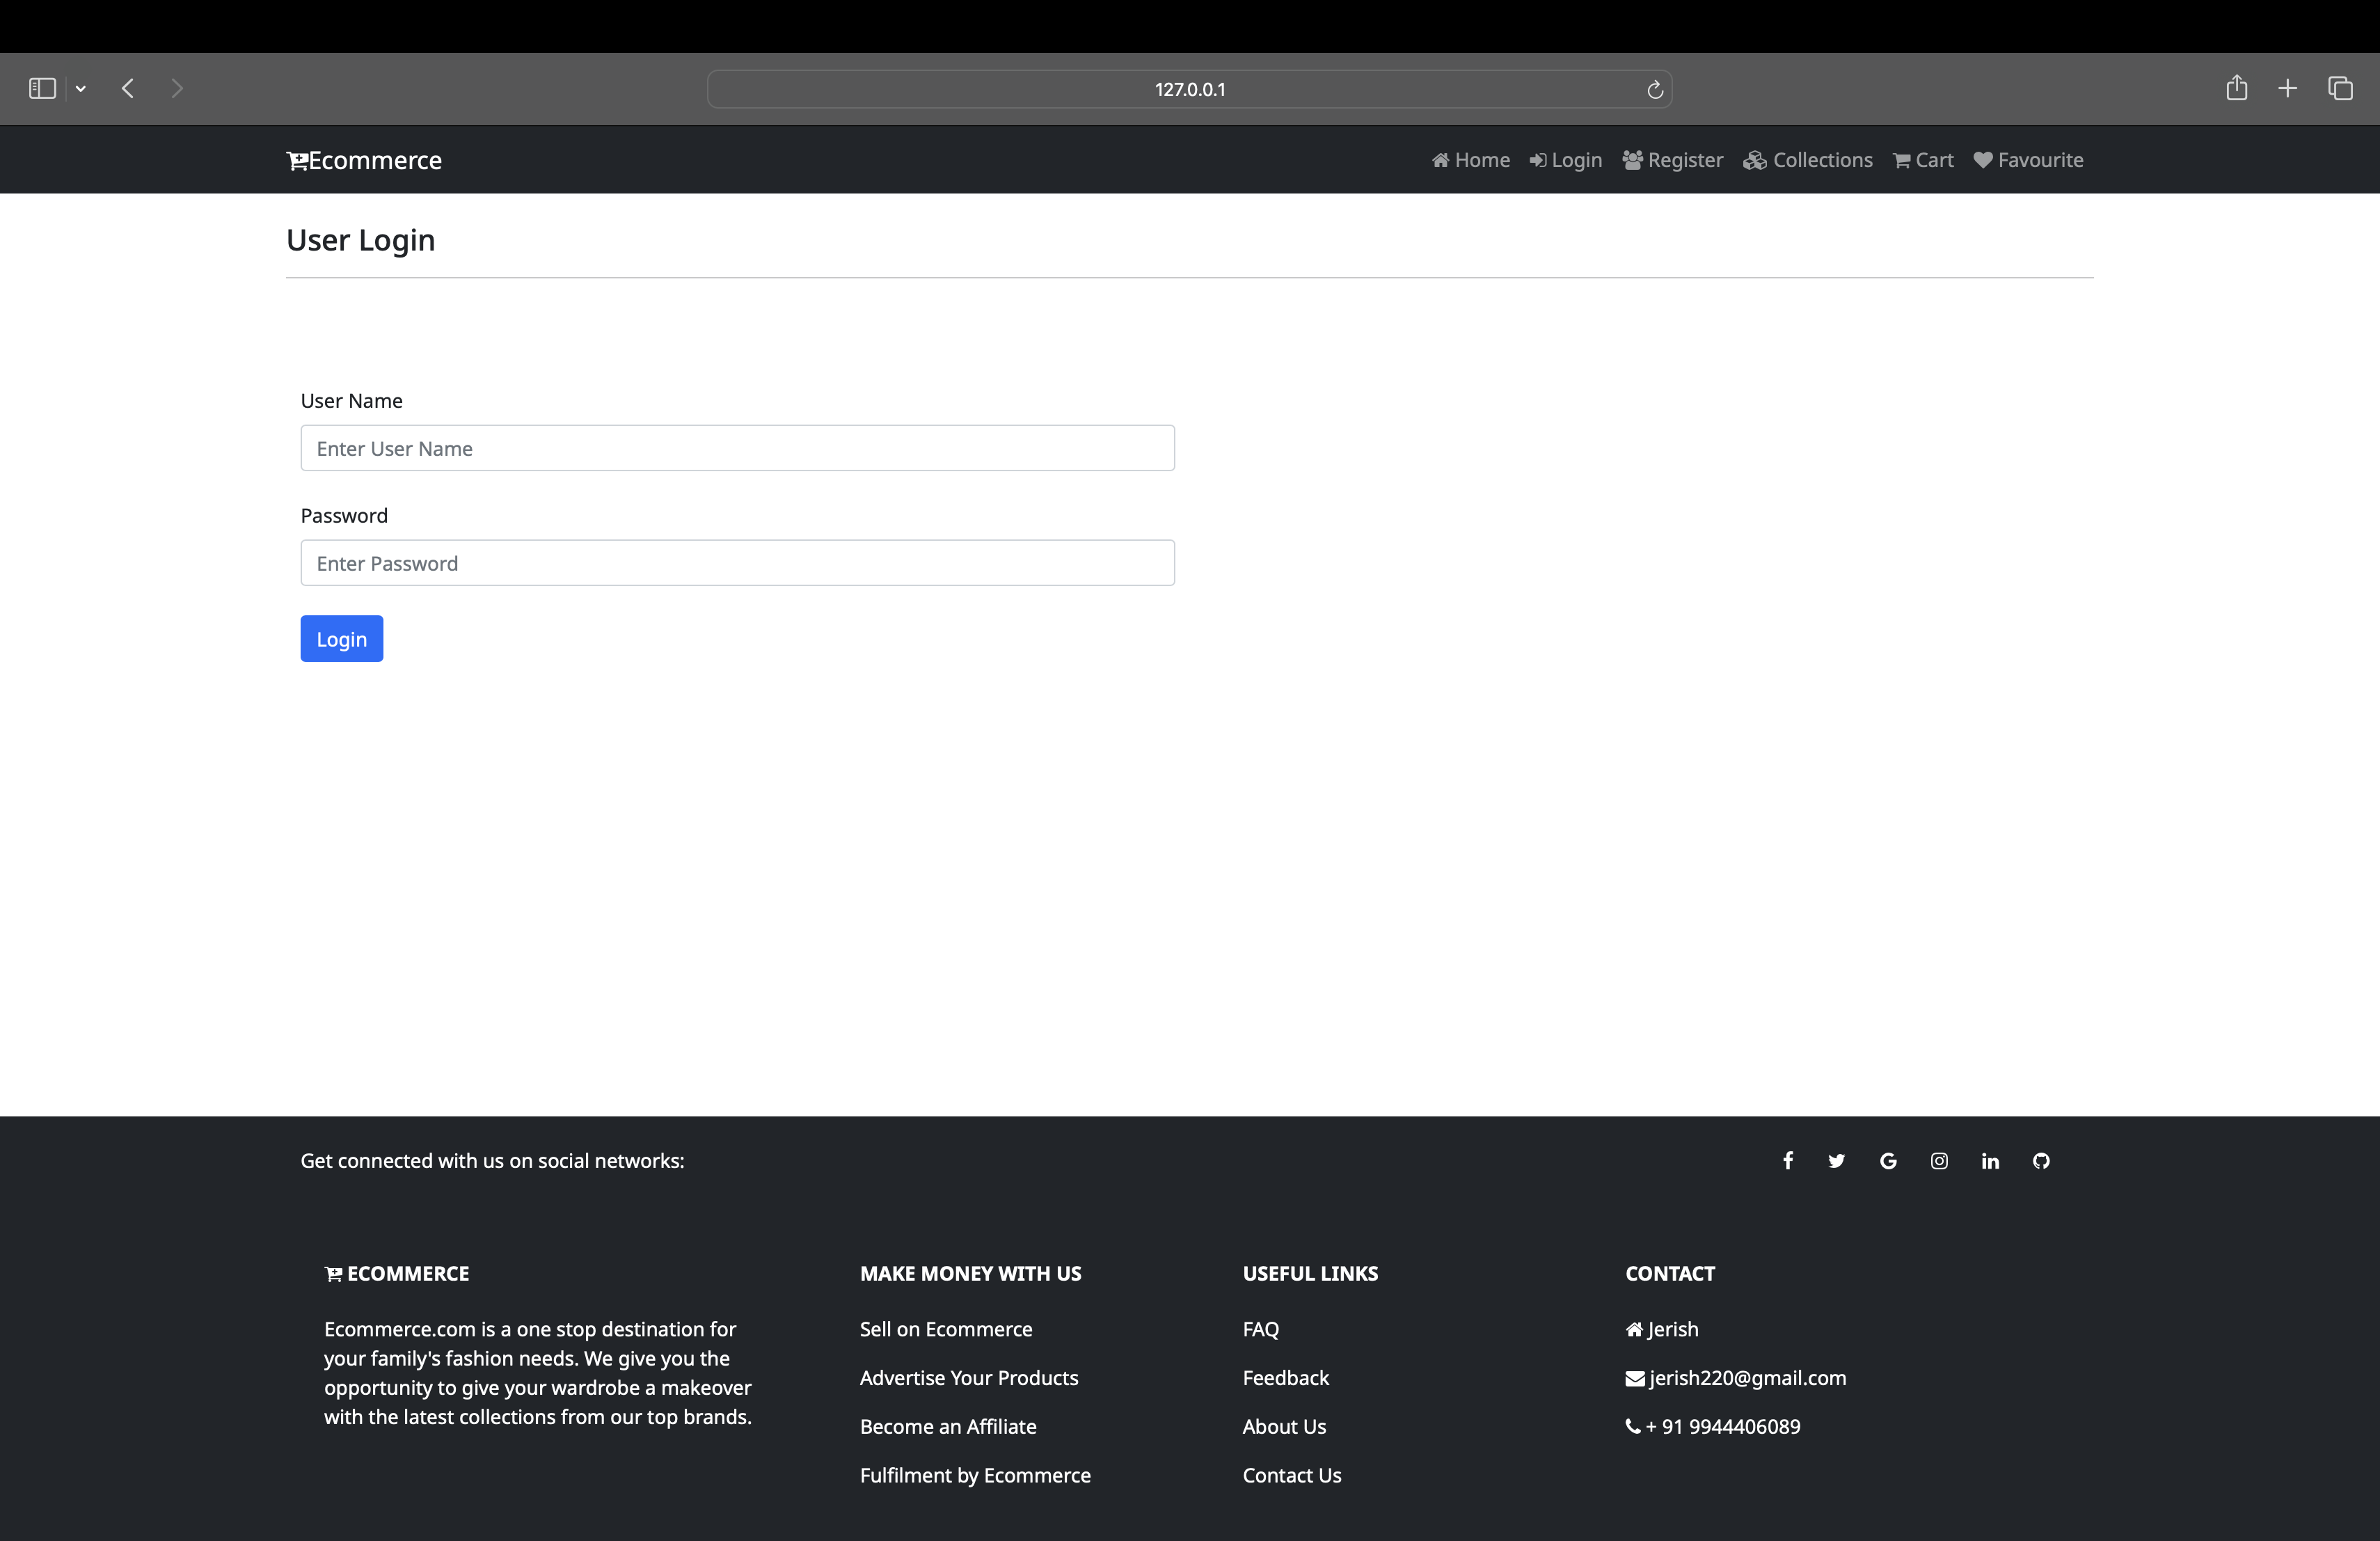 127.0.0.1
Ecommerce
Home Login Register Collections Cart Favourite
User Login
User Name
Enter User Name
Password
Enter Password
Login
Get connected with us on social networks:
ECOMMERCE
Ecommerce.com is a one stop destination for
your family's fashion needs. We give you the
opportunity to give your wardrobe a makeover
with the latest collections from our top brands.
MAKE MONEY WITH US
Sell on Ecommerce
Advertise Your Products
Become an Affiliate
Fulfilment by Ecommerce
USEFUL LINKS
FAQ
Feedback
About Us
Contact Us
CONTACT
Jerish
jerish220@gmail.com
+ 91 9944406089